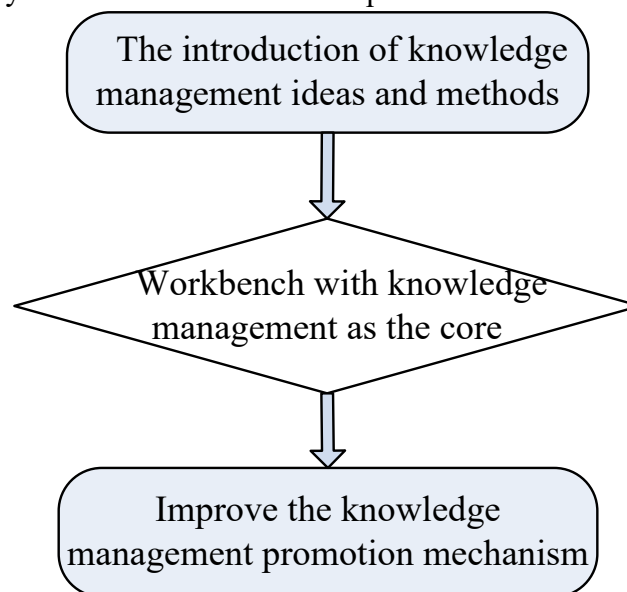 The introduction of knowledge
management ideas and methods
Workbench with knowledge
management as the core
Improve the knowledge
management promotion mechanism